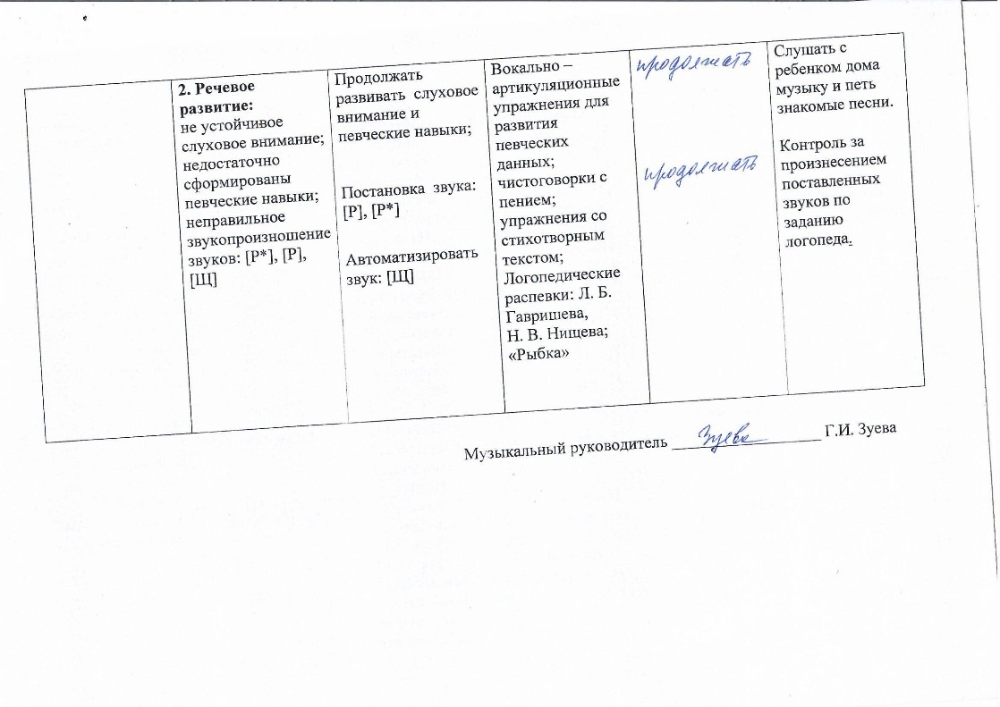 2. Речевое
развитие:
не устойчивое
слуховое внимание;
недостаточно
сформированы
певческие навыки;
неправильное
звукопроизношение
звуков: [Р*], [Р],
[Щ]
Продолжать
развивать слуховое
внимание и
певческие навыки;
Постановка звука:
[Р], [Р*]
Автоматизировать
звук: [Щ]
Вокально –
артикуляционные
упражнения для
развития
певческих
данных;
чистоговорки с
пением;
упражнения со
стихотворным
текстом;
Логопедические
распевки: Л. Б.
Гавришева,
Н. В. Нищева;
«Рыбка»
продолжать
продолжать
Слушать с
ребенком дома
музыку и петь
знакомые песни.
Контроль за
произнесением
поставленных
звуков по
заданию
логопеда.
Музыкальный руководитель Зуева Г.И. Зуева